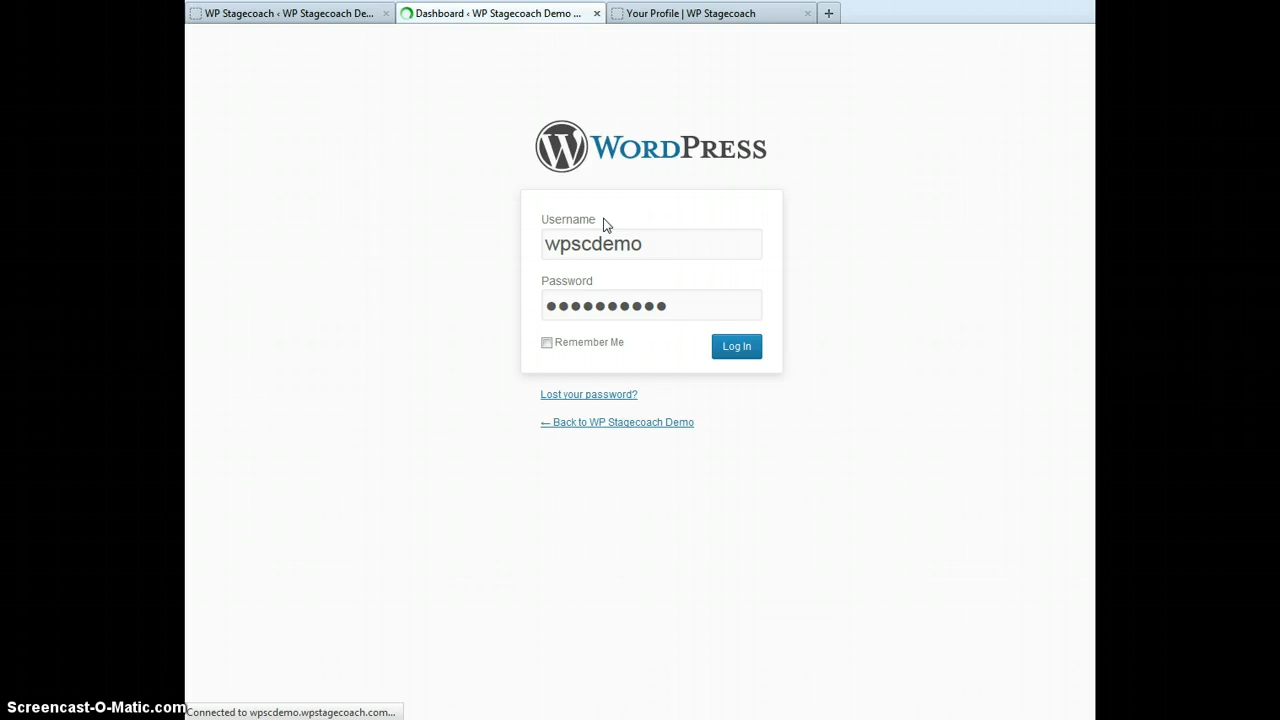 WP Stagecoach ‹ WP Stagecoach De...
Dashboard ‹ WP Stagecoach Demo ...
Your Profile | WP Stagecoach
WORDPRESS
Username
wpscdemo
Password
Remember Me
Log In
Lost your password?
← Back to WP Stagecoach Demo
Screencast-O-Matic.com
Connected to wpscdemo.wpstagecoach.com...